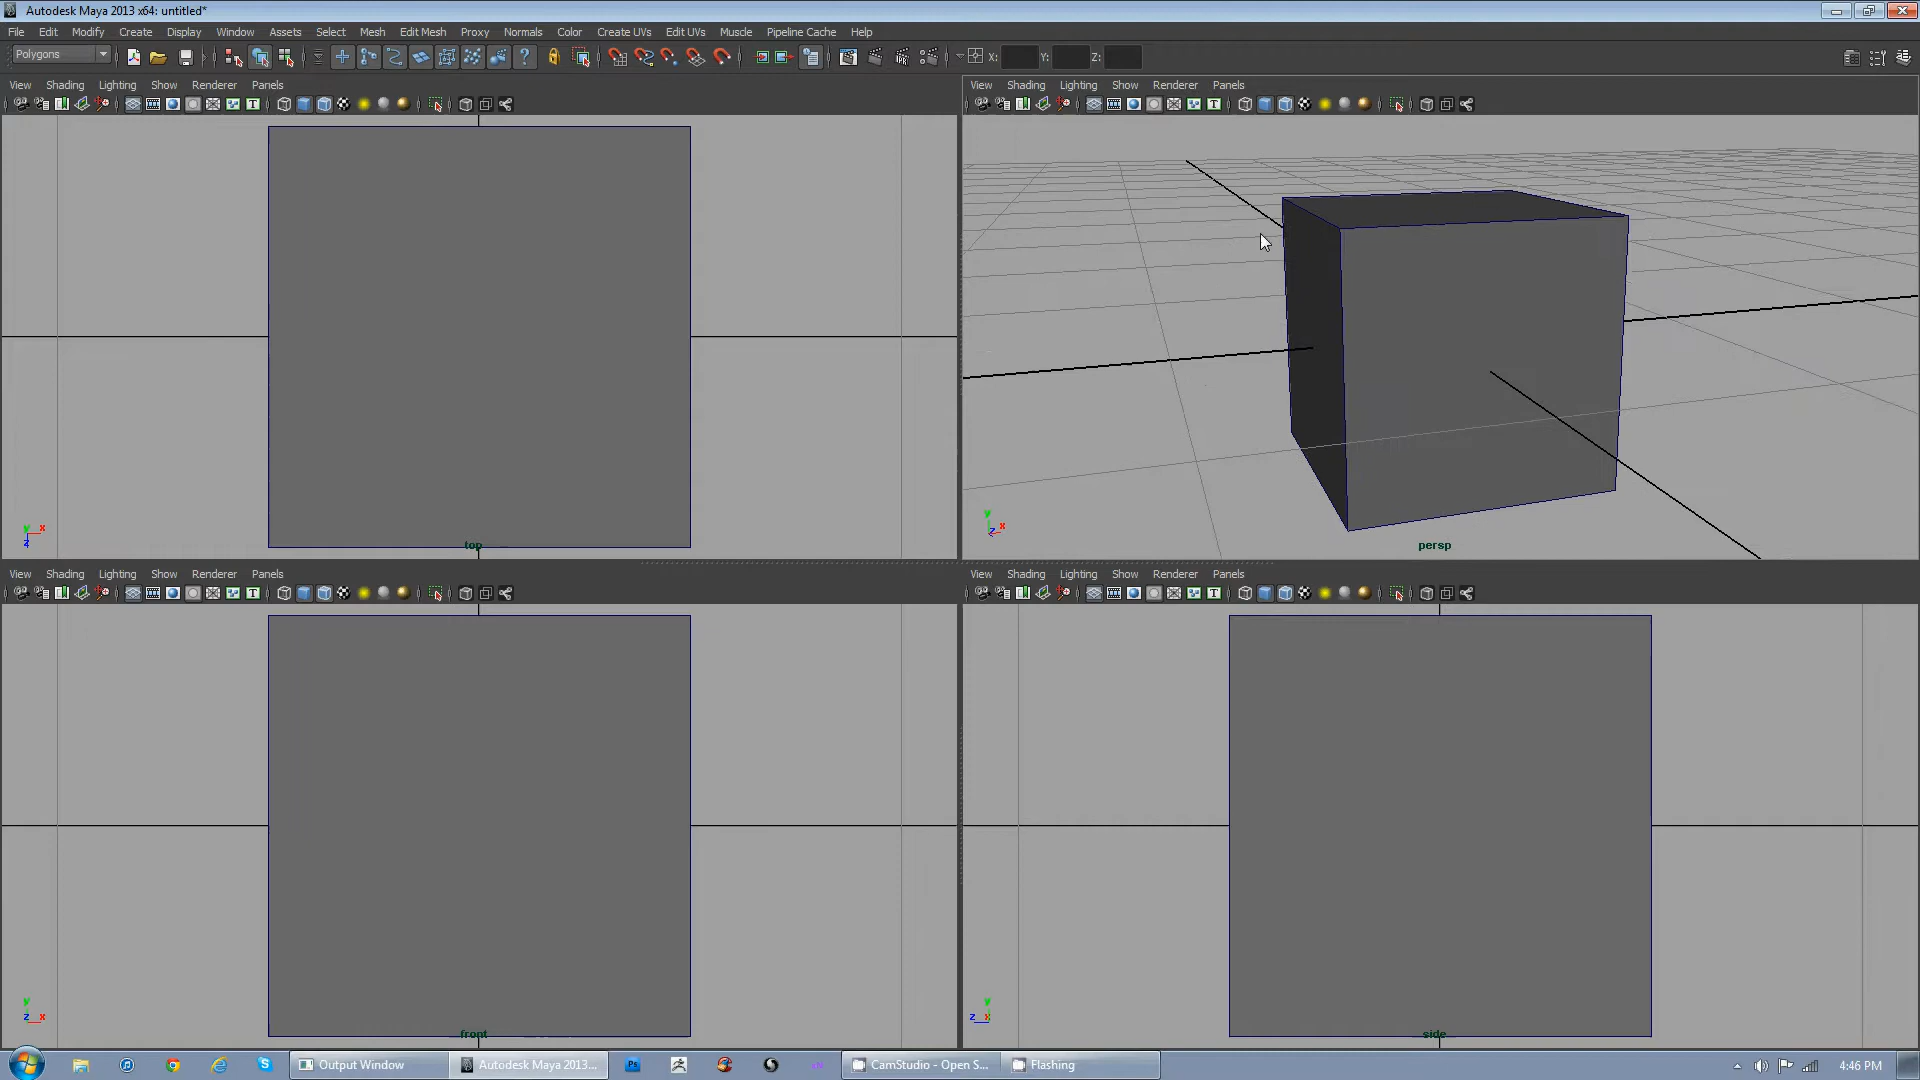 Autodesk Maya 2013 x64: untitled*
File Edit Modify Create Display Window Assets Select Mesh Edit Mesh Proxy Normals Color Create UVs Edit UVs Muscle Pipeline Cache Help
Polygons X: Y: Z:
View Shading Lighting Show Renderer Panels
View Shading Lighting Show Renderer Panels
y x z
top
y x z
persp
View Shading Lighting Show Renderer Panels
View Shading Lighting Show Renderer Panels
y z x
front
y z x
side
Output Window
Autodesk Maya 2013...
Ps
CamStudio - Open S...
Flashing
4:46 PM